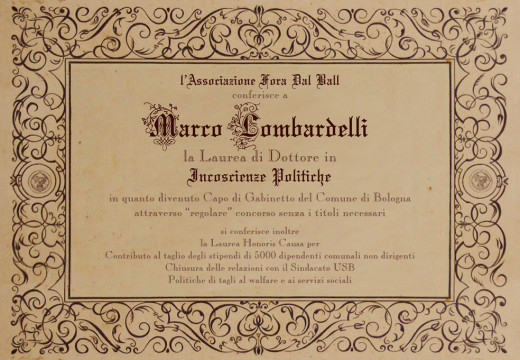 l'Associazione Fora Dal Ball
conferisce a
Marco Lombardelli
la Laurea di Dottore in
Incoscienze Politiche
in quanto divenuto Capo di Gabinetto del Comune di Bologna
attraverso "regolare" concorso senza i titoli necessari
si conferisce inoltre
la Laurea Honoris Causa per
Contributo al taglio degli stipendi di 5000 dipendenti comunali non dirigenti
Chiusura delle relazioni con il Sindacato USB
Politiche di tagli al walfare e ai servizi sociali